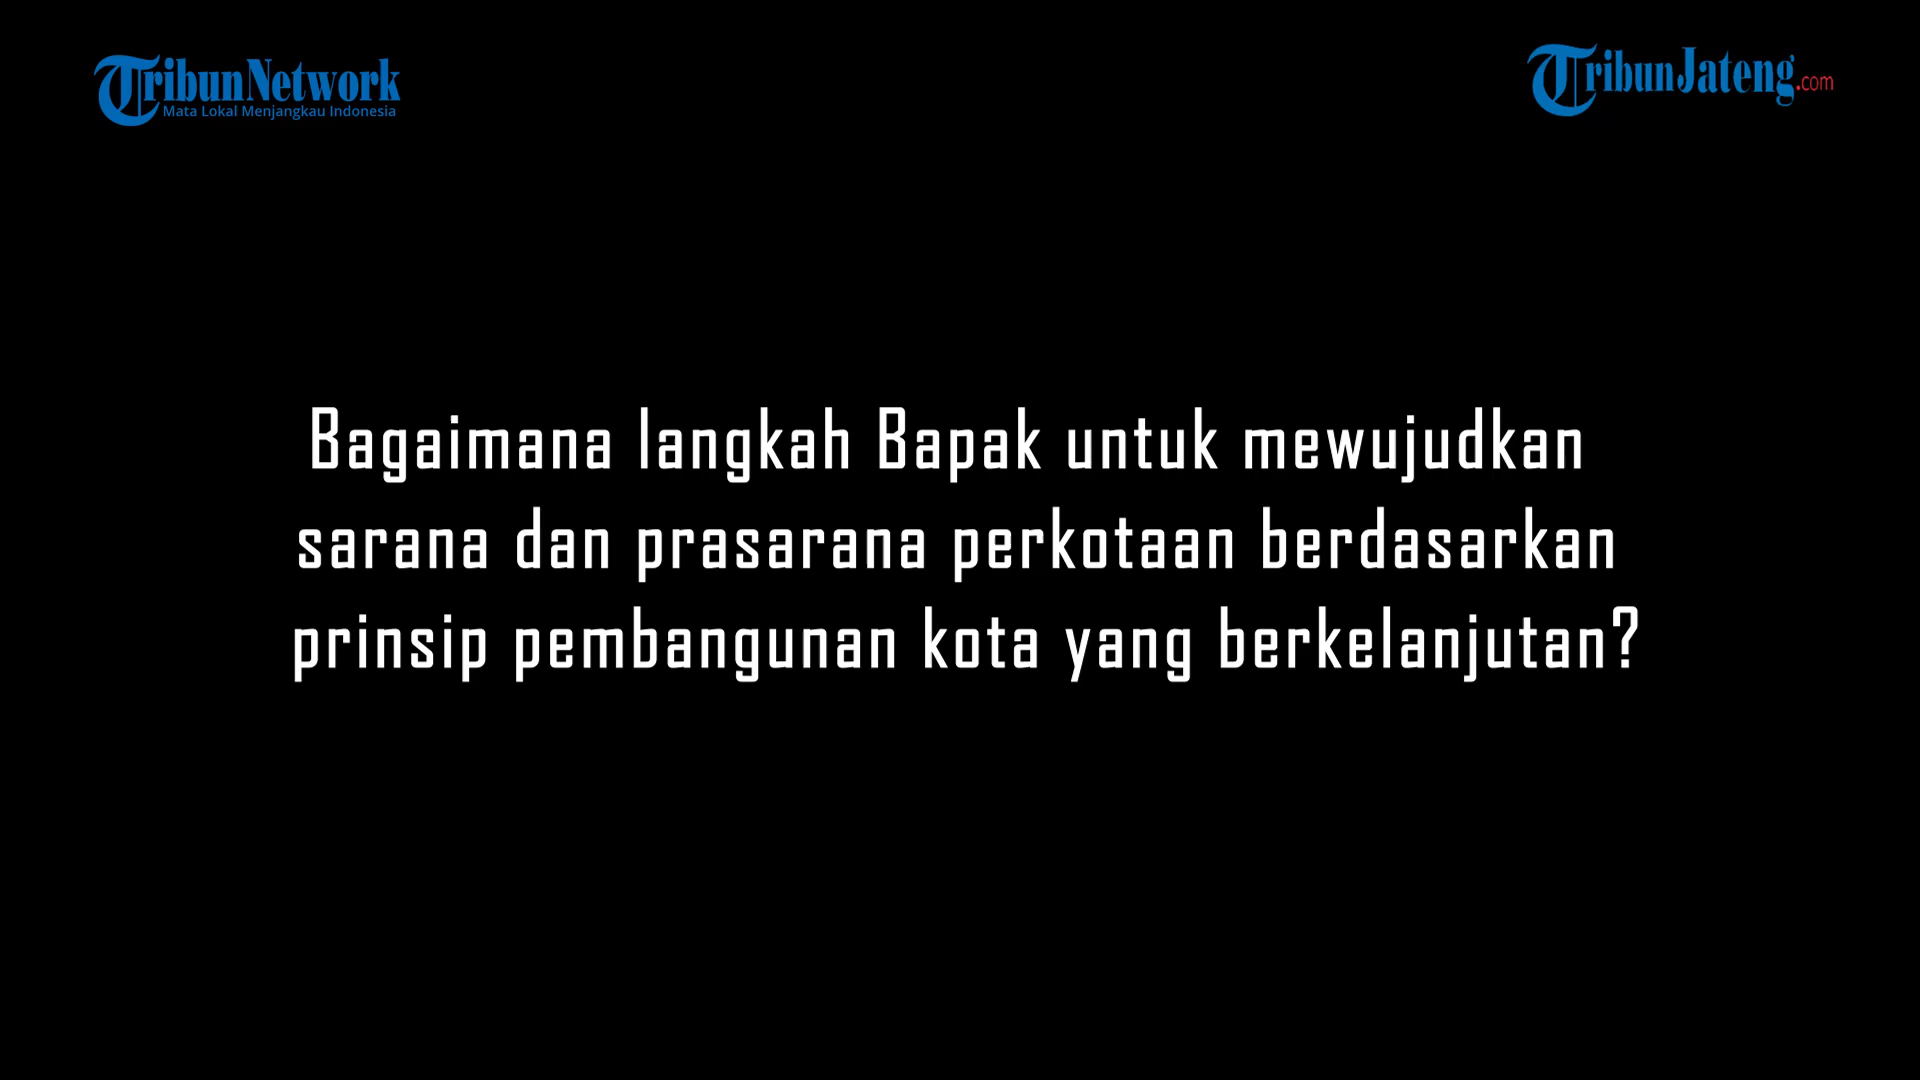 TribunNetwork
Mata Lokal Menjangkau Indonesia
TribunJateng.com
Bagaimana langkah Bapak untuk mewujudkan
sarana dan prasarana perkotaan berdasarkan
prinsip pembangunan kota yang berkelanjutan?